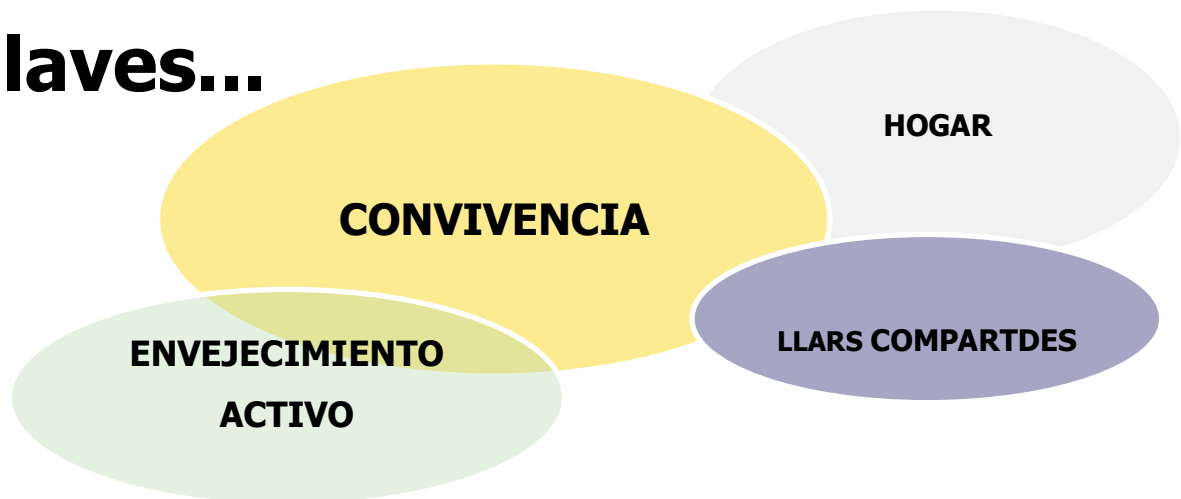 laves...
HOGAR
CONVIVENCIA
LLARS COMPARTDES
ENVEJECIMIENTO
ACTIVO